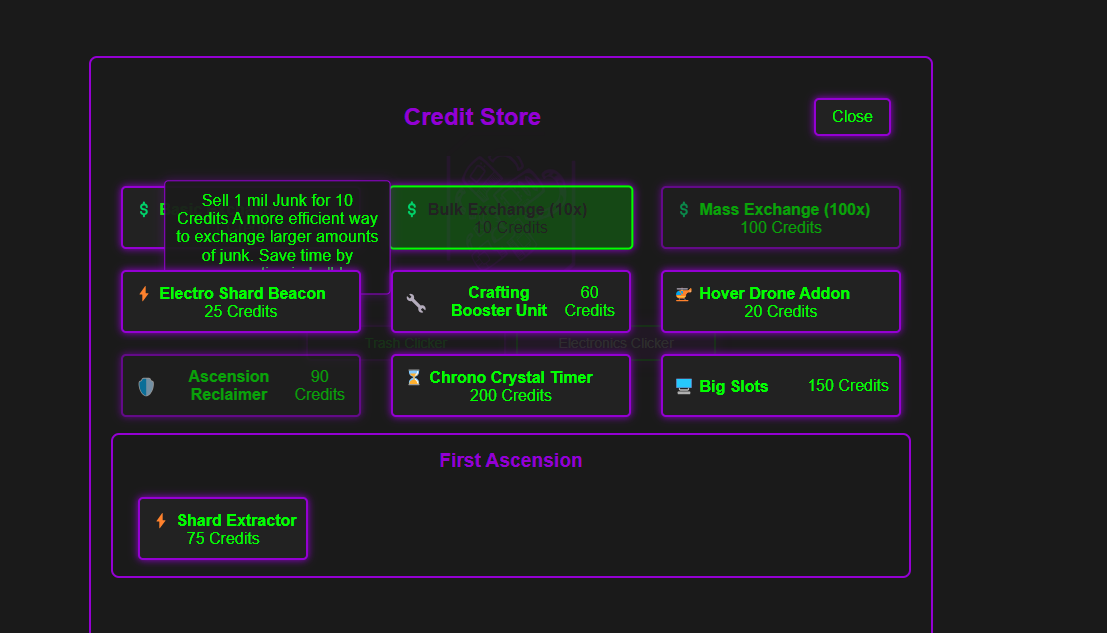 Credit Store
Close
Sell 1 mil Junk for 10
Credits A more efficient way
to exchange larger amounts
of junk. Save time by
$ Bulk Exchange (10x)
10 Credits
$ Mass Exchange (100x)
100 Credits
Electro Shard Beacon
25 Credits
Crafting
Booster Unit
60
Credits
Hover Drone Addon
20 Credits
Trash Clicker
Electronics Clicker
Ascension
Reclaimer
90
Credits
Chrono Crystal Timer
200 Credits
Big Slots
150 Credits
First Ascension
Shard Extractor
75 Credits